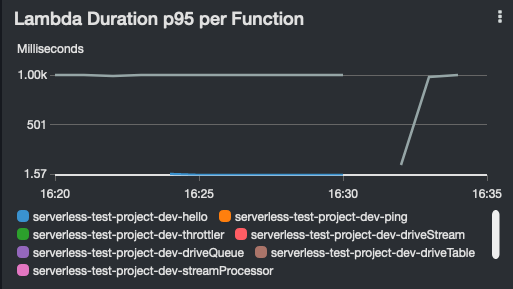 Lambda Duration p95 per Function
Milliseconds
1.00k
501
1.57
16:20 16:25 16:30 16:35
serverless-test-project-dev-hello serverless-test-project-dev-ping
serverless-test-project-dev-throttler serverless-test-project-dev-driveStream
serverless-test-project-dev-driveQueue serverless-test-project-dev-driveTable
serverless-test-project-dev-streamProcessor